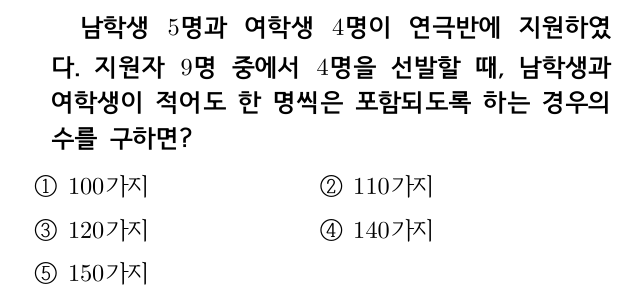 남학생 5명과 여학생 4명이 연극반에 지원하였
다. 지원자 9명 중에서 4명을 선발할 때, 남학생과
여학생이 적어도 한 명씩은 포함되도록 하는 경우의
수를 구하면?
① 100가지 ② 110가지
③ 120가지 ④ 140가지
⑤ 150가지